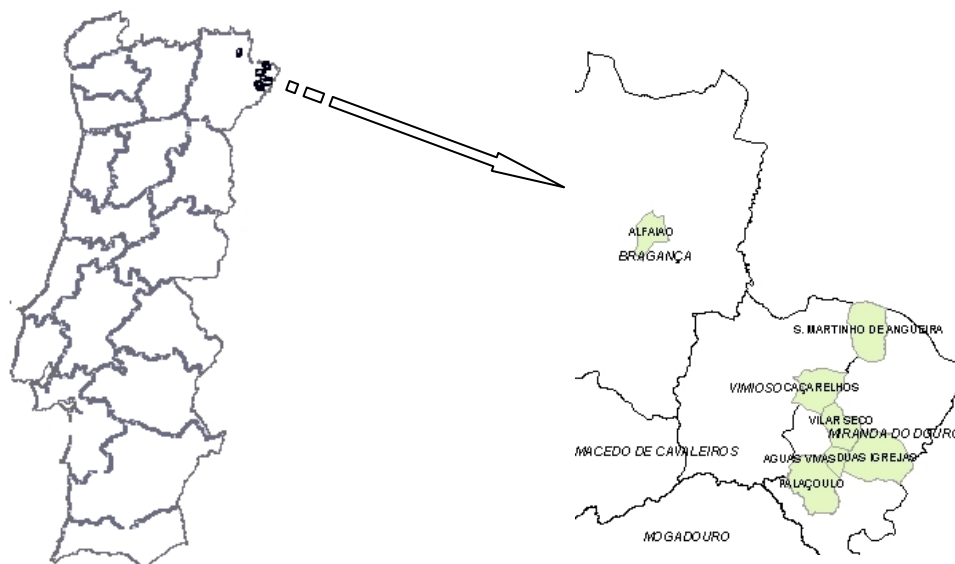 ALFAIAO
BRAGANÇA
S. MARTINHO DE ANGUEIRA
VIMIOSO
CAÇARELHOS
VILAR SECO
MIRANDA DO DOURO
MACEDO DE CAVALEIROS
AGUAS VIVAS
DUAS IGREJAS
PALAÇOULO
MOGADOURO